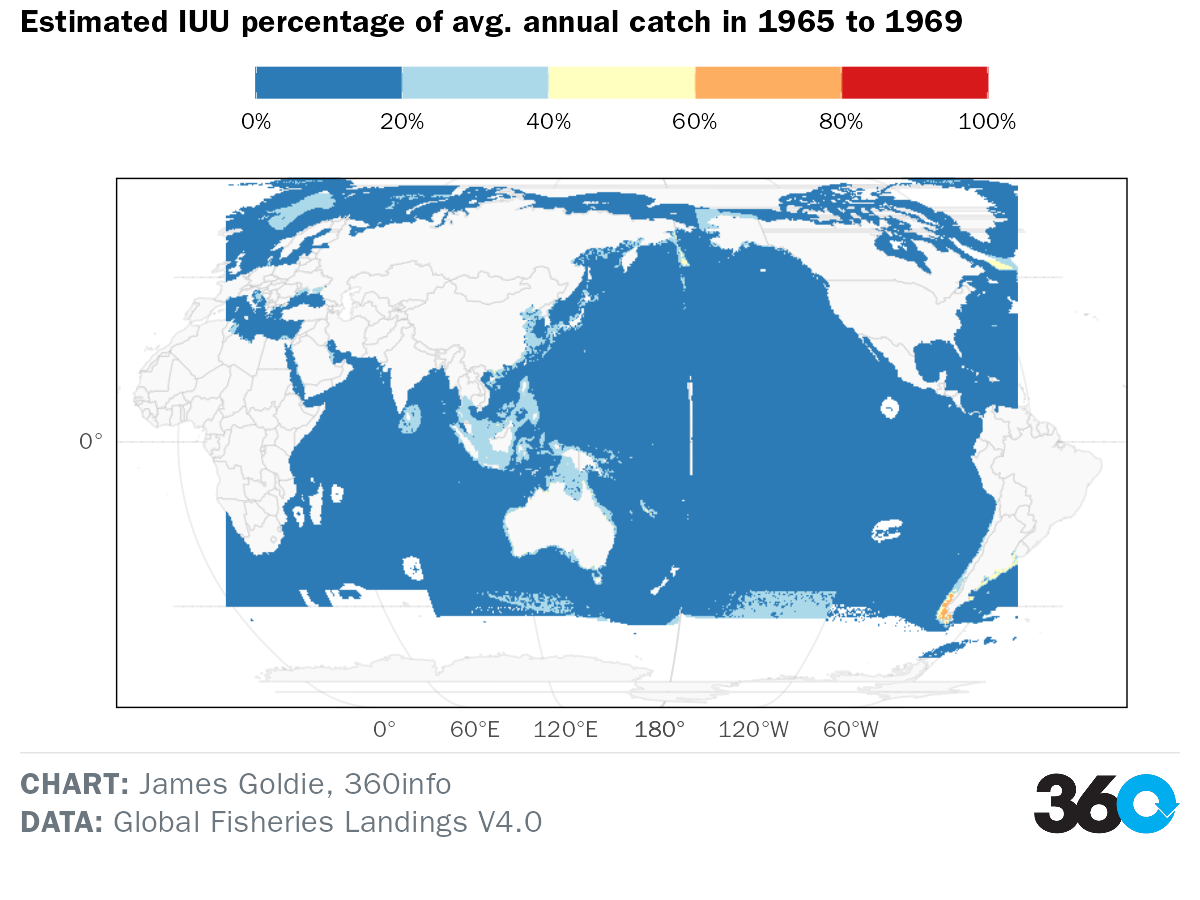 Estimated IUU percentage of avg. annual catch in 1965 to 1969
0% 20% 40% 60% 80% 100%
0°
0° 60°E 120°E 180° 120°W 60°W
CHART: James Goldie, 360info
DATA: Global Fisheries Landings V4.0
360